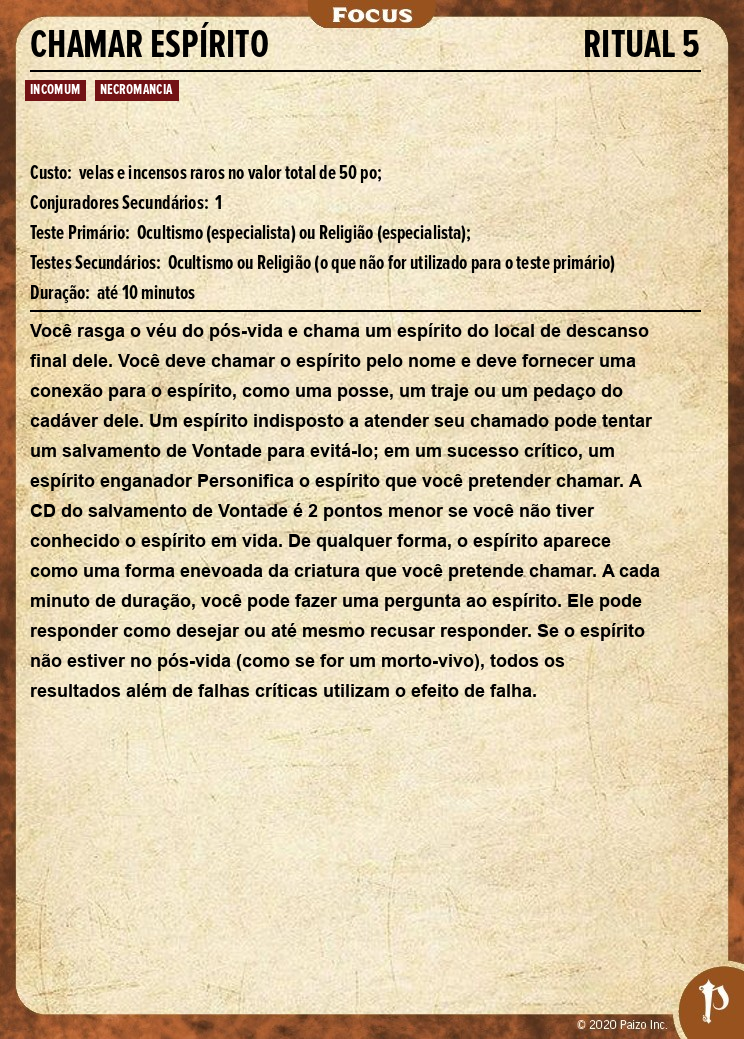 FOCUS
CHAMAR ESPÍRITO RITUAL 5
INCOMUM NECROMANCIA
Custo: velas e incensos raros no valor total de 50 po;
Conjuradores Secundários: 1
Teste Primário: Ocultismo (especialista) ou Religião (especialista);
Testes Secundários: Ocultismo ou Religião (o que não for utilizado para o teste primário)
Duração: até 10 minutos
Você rasga o véu do pós-vida e chama um espírito do local de descanso
final dele. Você deve chamar o espírito pelo nome e deve fornecer uma
conexão para o espírito, como uma posse, um traje ou um pedaço do
cadáver dele. Um espírito indisposto a atender seu chamado pode tentar
um salvamento de Vontade para evitá-lo; em um sucesso crítico, um
espírito enganador Personifica o espírito que você pretender chamar. A
CD do salvamento de Vontade é 2 pontos menor se você não tiver
conhecido o espírito em vida. De qualquer forma, o espírito aparece
como uma forma enevoada da criatura que você pretende chamar. A cada
minuto de duração, você pode fazer uma pergunta ao espírito. Ele pode
responder como desejar ou até mesmo recusar responder. Se o espírito
não estiver no pós-vida (como se for um morto-vivo), todos os
resultados além de falhas críticas utilizam o efeito de falha.
© 2020 Paizo Inc.
P